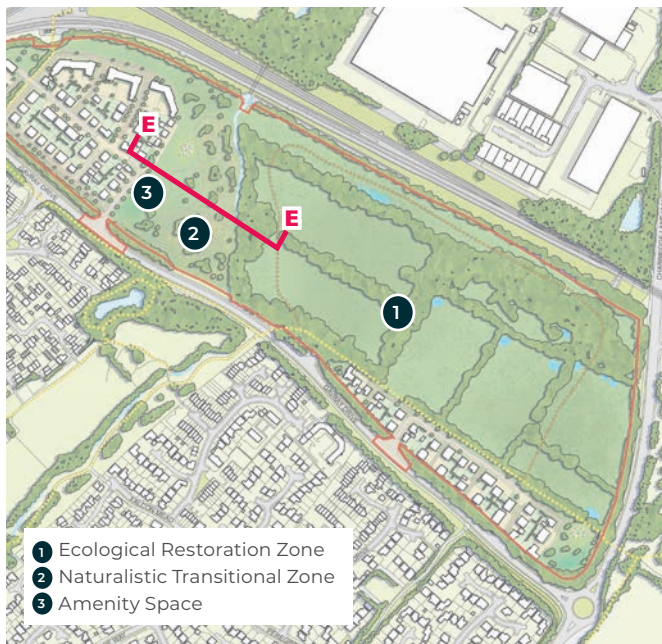 E
E
3
2
1
1 Ecological Restoration Zone
2 Naturalistic Transitional Zone
3 Amenity Space